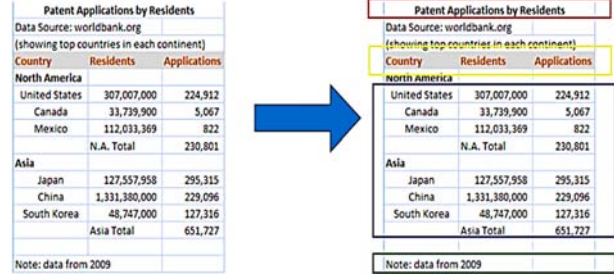 Patent Applications by Residents
Data Source: worldbank.org
(showing top countries in each continent)
Country Residents Applications
North America
United States 307,007,000 224,912
Canada 33,739,900 5,067
Mexico 112,033,369 822
N.A. Total 230,801
Asia
Japan 127,557,958 295,315
China 1,331,380,000 229,096
South Korea 48,747,000 127,316
Asia Total 651,727
Note: data from 2009
Patent Applications by Residents
Data Source: worldbank.org
(showing top countries in each continent)
Country Residents Applications
North America
United States 307,007,000 224,912
Canada 33,739,900 5,067
Mexico 112,033,369 822
N.A. Total 230,801
Asia
Japan 127,557,958 295,315
China 1,331,380,000 229,096
South Korea 48,747,000 127,316
Asia Total 651,727
Note: data from 2009